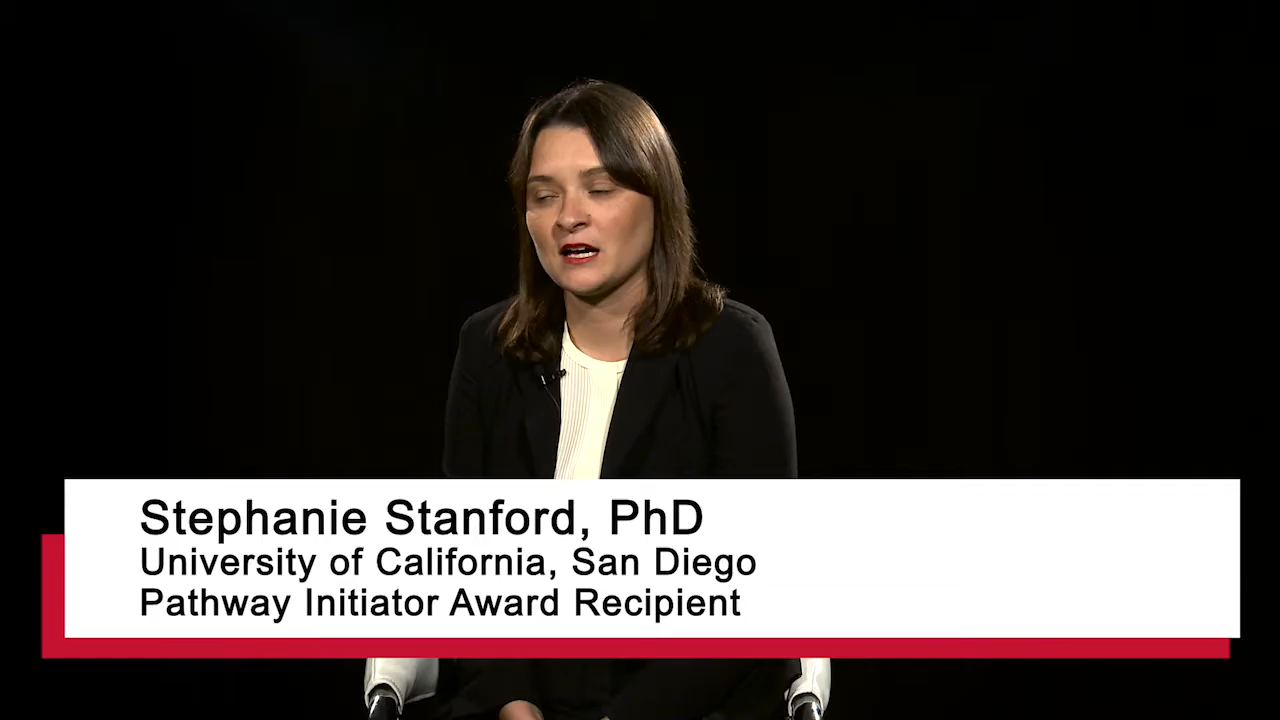 Stephanie Stanford, PhD
University of California, San Diego
Pathway Initiator Award Recipient